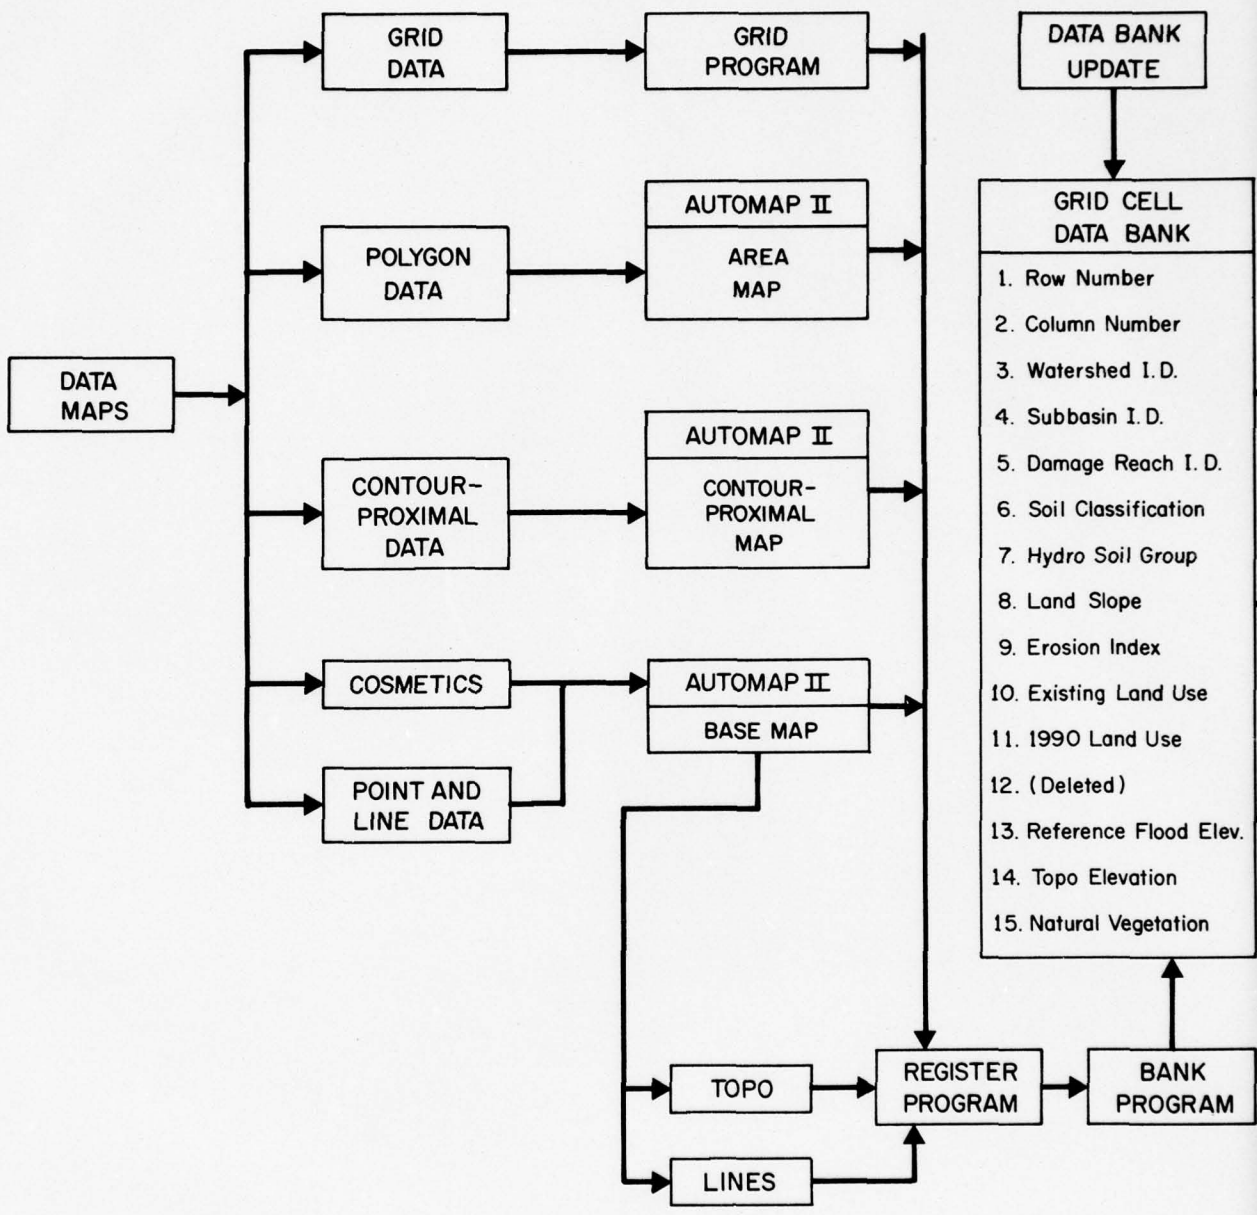 GRID
DATA
GRID
PROGRAM
DATA BANK
UPDATE
POLYGON
DATA
AUTOMAP II
AREA
MAP
GRID CELL
DATA BANK
1. Row Number
2. Column Number
3. Watershed I.D.
4. Subbasin I.D.
5. Damage Reach I.D.
6. Soil Classification
7. Hydro Soil Group
8. Land Slope
9. Erosion Index
10. Existing Land Use
11. 1990 Land Use
12. (Deleted)
13. Reference Flood Elev.
14. Topo Elevation
15. Natural Vegetation
DATA
MAPS
CONTOUR-
PROXIMAL
DATA
AUTOMAP II
CONTOUR-
PROXIMAL
MAP
COSMETICS
AUTOMAP II
BASE MAP
POINT AND
LINE DATA
TOPO
REGISTER
PROGRAM
BANK
PROGRAM
LINES